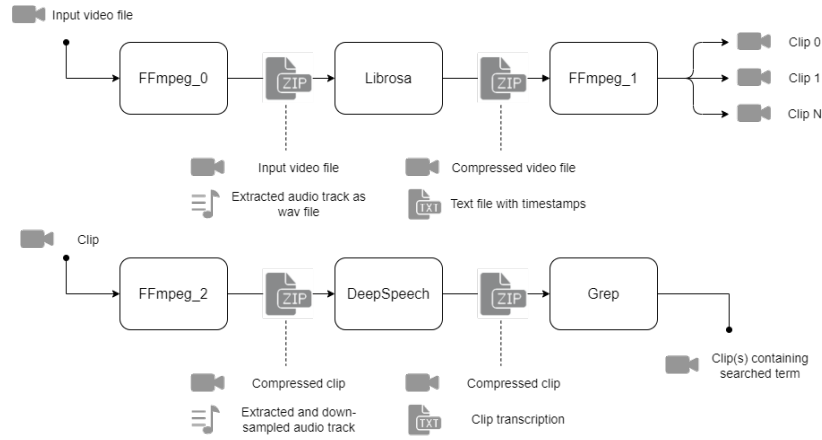 Input video file
FFmpeg_0
ZIP
Librosa
ZIP
FFmpeg_1
Clip 0
Clip 1
Clip N
Input video file
Extracted audio track as
wav file
Compressed video file
TXT
Text file with timestamps
Clip
FFmpeg_2
ZIP
DeepSpeech
ZIP
Grep
Compressed clip
Extracted and down-
sampled audio track
Compressed clip
TXT
Clip transcription
Clip(s) containing
searched term